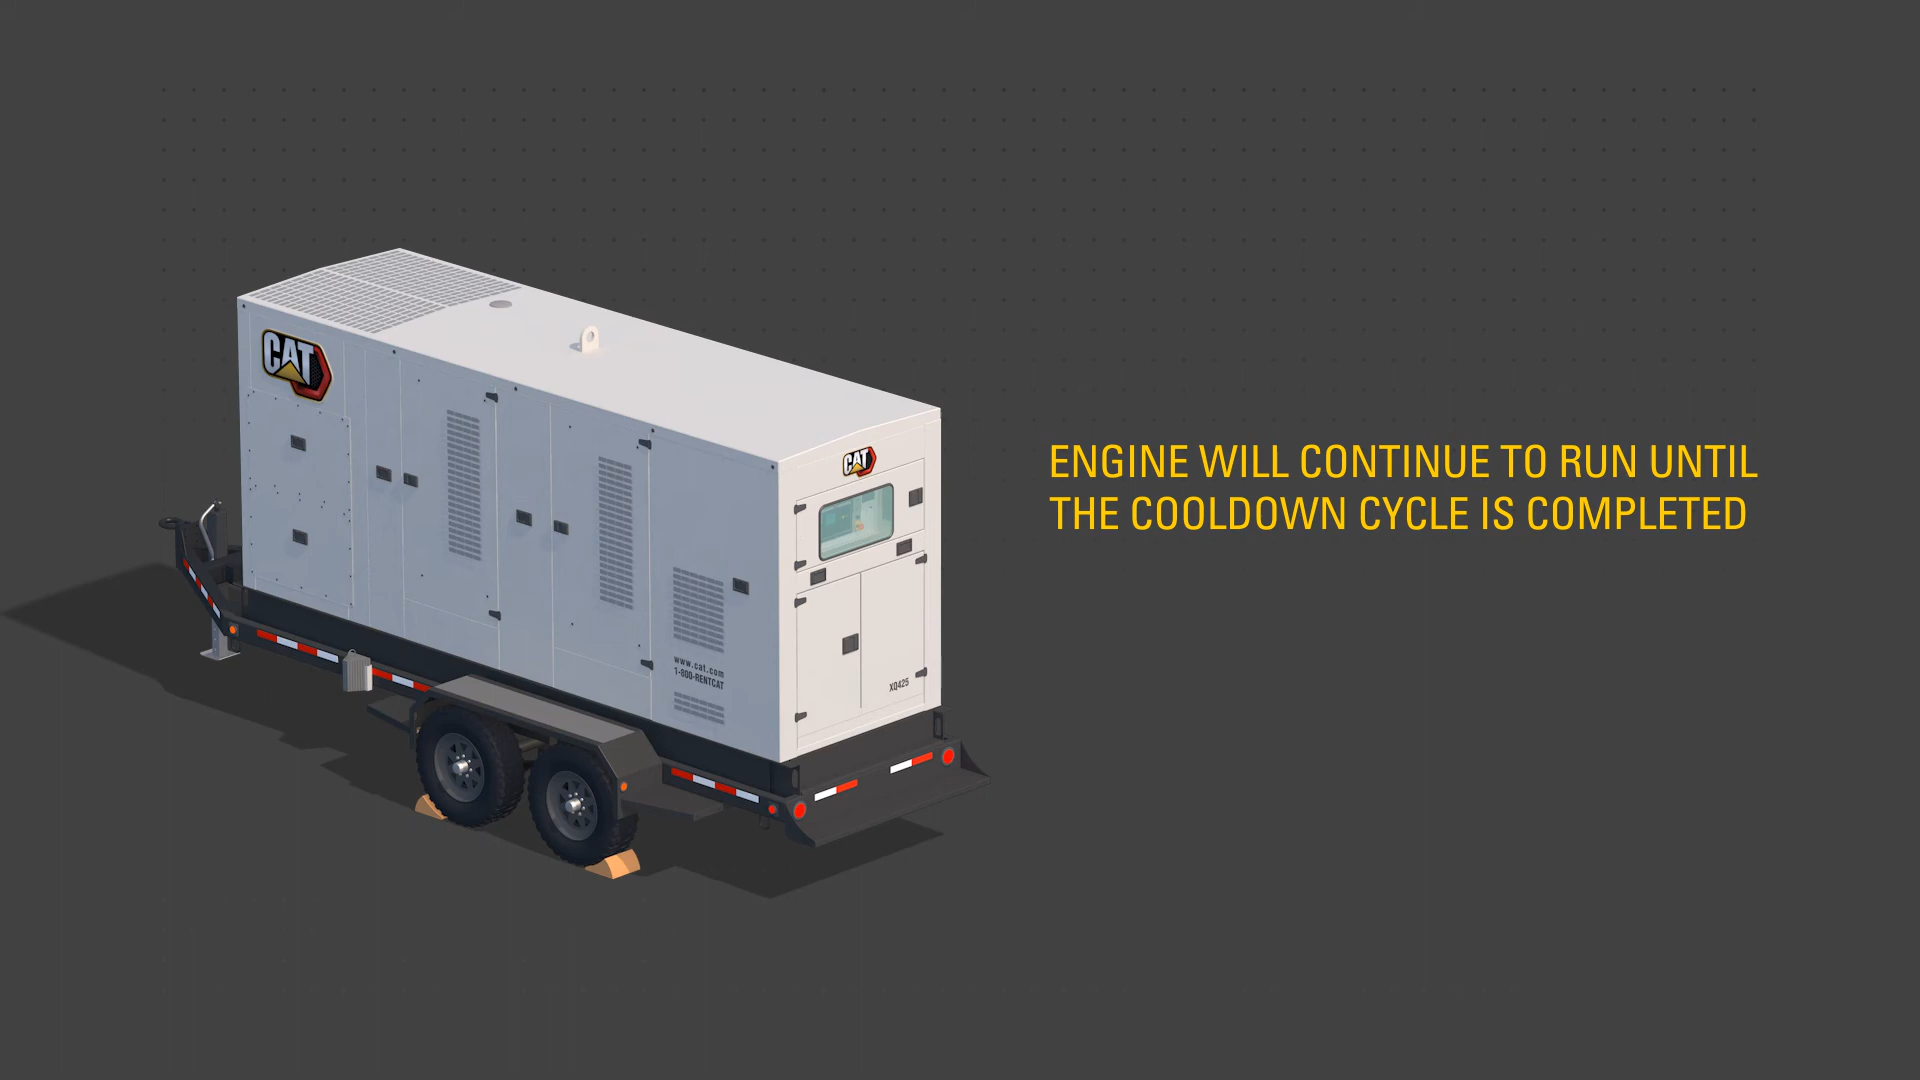 CAT
CAT
ENGINE WILL CONTINUE TO RUN UNTIL
THE COOLDOWN CYCLE IS COMPLETED
www.cat.com
1-800-RENTCAT
XQ425